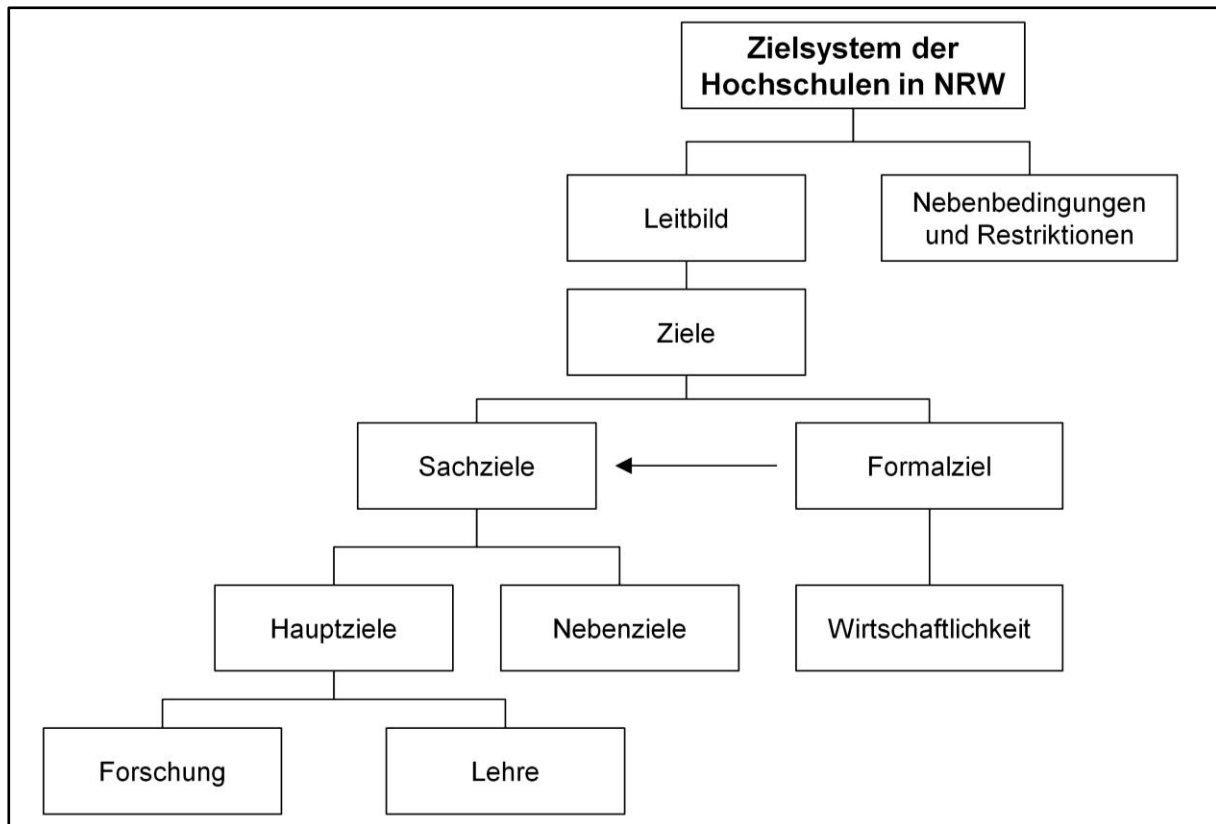 Zielsystem der
Hochschulen in NRW
Leitbild
Nebenbedingungen
und Restriktionen
Ziele
Sachziele
Formalziel
Hauptziele
Nebenziele
Wirtschaftlichkeit
Forschung
Lehre